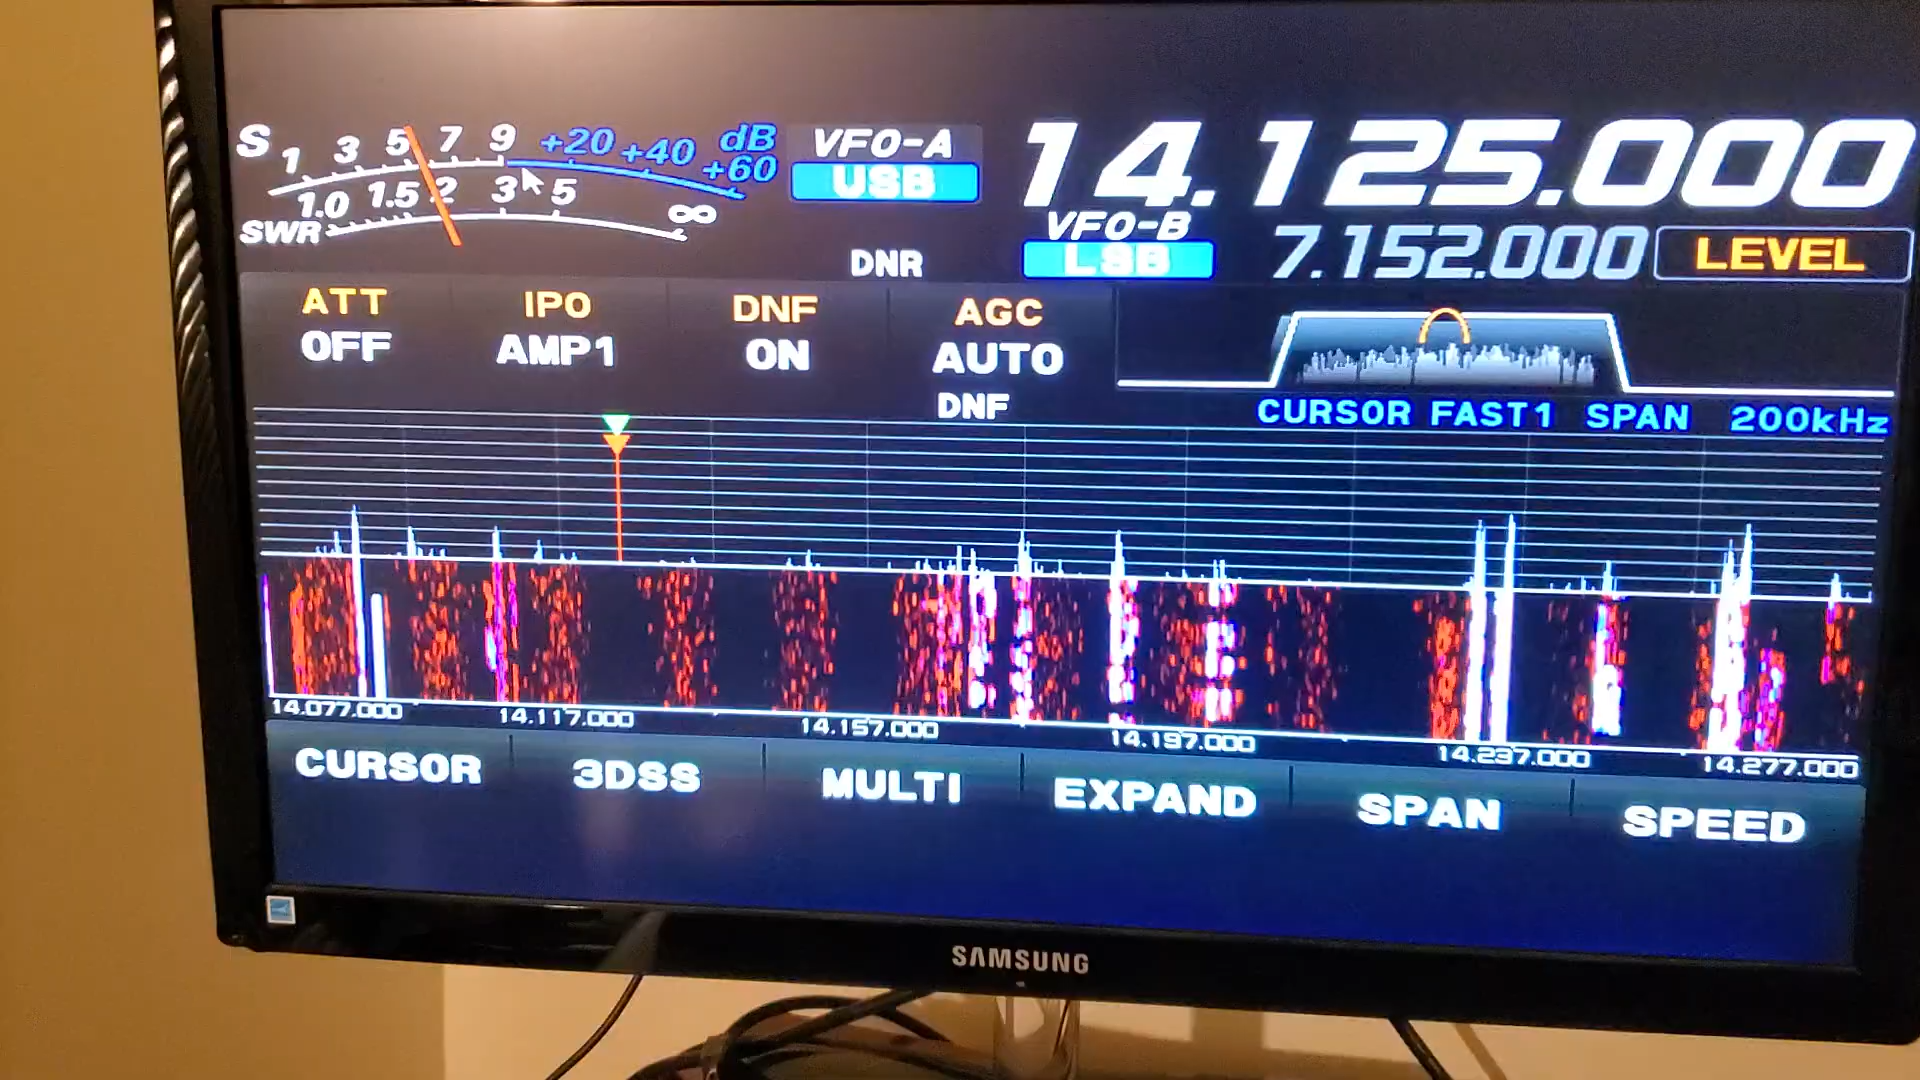 S 1 3 5 7 9 +20 +40 +60 dB
SWR 1.0 1.5 2 3 5 ∞
VFO-A
USB
14.125.000
VFO-B
LSB
7.152.000
LEVEL
DNR
ATT
OFF
IPO
AMP1
DNF
ON
AGC
AUTO
DNF
CURSOR FAST1 SPAN 200kHz
14.077.000 14.117.000 14.157.000 14.197.000 14.237.000 14.277.000
CURSOR 3DSS MULTI EXPAND SPAN SPEED
SAMSUNG